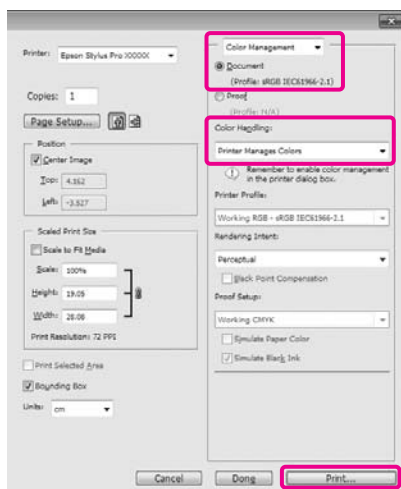 Printer: Epson Stylus Pro XXXXX
Copies: 1
Page Setup...
Position
Center Image
Top: 4.162
Left: -3.527
Scaled Print Size
Scale to Fit Media
Scale: 100%
Height: 19.05
Width: 28.08
Print Resolution: 72 PPI
Print Selected Area
Bounding Box
Units: cm
Color Management
Document
(Profile: sRGB IEC61966-2.1)
Proof
(Profile: N/A)
Color Handling:
Printer Manages Colors
Remember to enable color management
in the printer dialog box.
Printer Profile:
Working RGB - sRGB IEC61966-2.1
Rendering Intent:
Perceptual
Black Point Compensation
Proof Setup:
Working CMYK
Simulate Paper Color
Simulate Black Ink
Cancel
Done
Print...